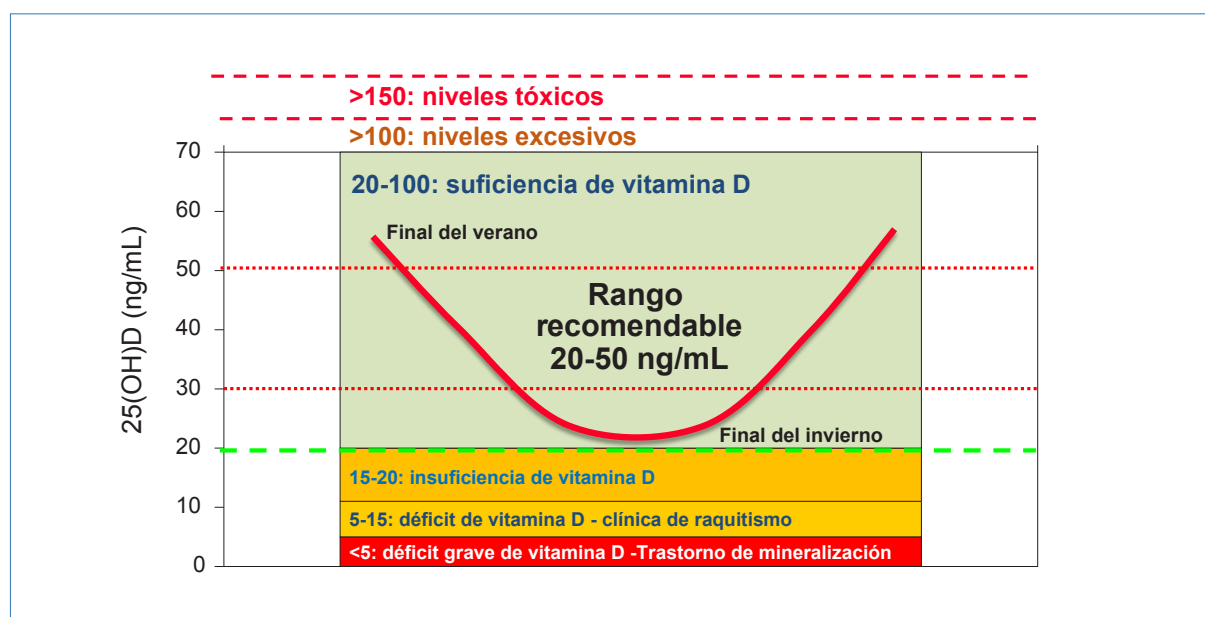 >150: niveles tóxicos
>100: niveles excesivos
70
20-100: suficiencia de vitamina D
60
Final del verano
50
Rango
recomendable
20-50 ng/mL
40
30
Final del invierno
20
15-20: insuficiencia de vitamina D
10
5-15: déficit de vitamina D - clínica de raquitismo
<5: déficit grave de vitamina D -Trastorno de mineralización
0
25(OH)D (ng/mL)